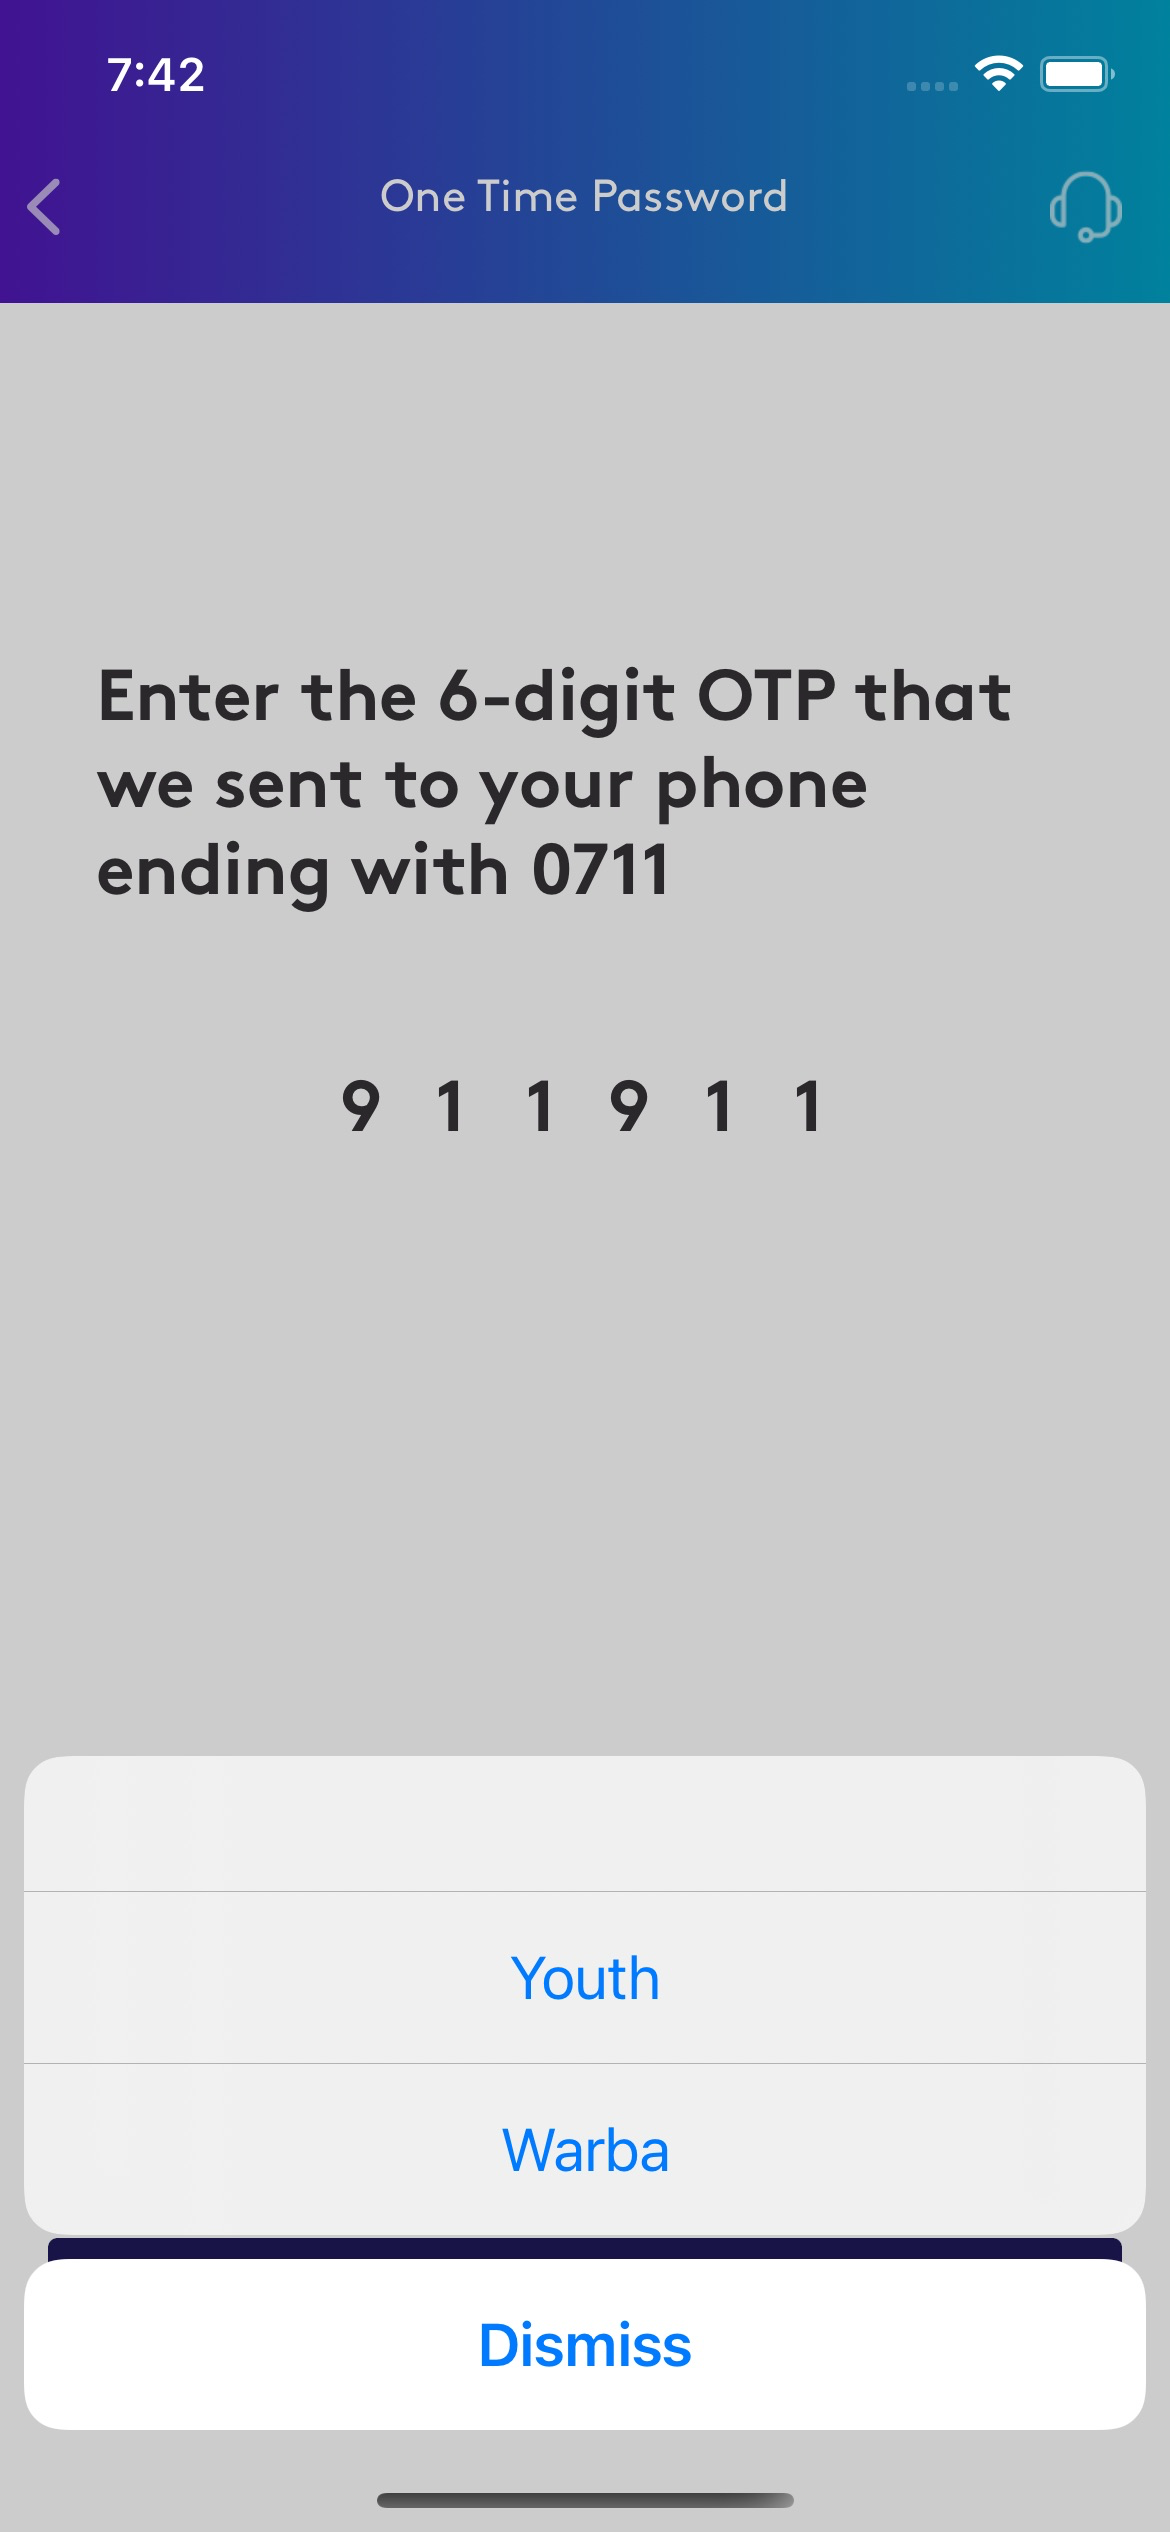 7:42
One Time Password
Enter the 6-digit OTP that
we sent to your phone
ending with 0711
9 1 1 9 1 1
Youth
Warba
Dismiss